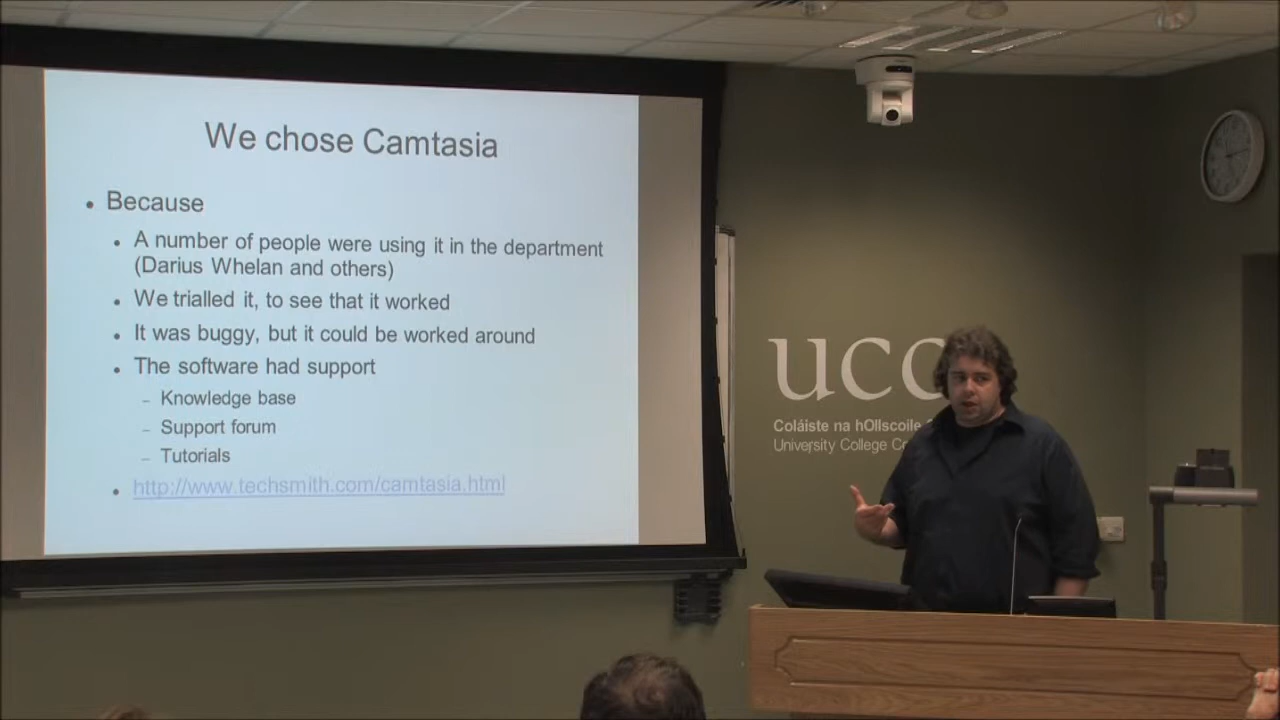 We chose Camtasia
Because
A number of people were using it in the department
(Darius Whelan and others)
We trialled it, to see that it worked
It was buggy, but it could be worked around
The software had support
Knowledge base
Support forum
Tutorials
http://www.techsmith.com/camtasia.html
ucc
Coláiste na hOllscoile
University College